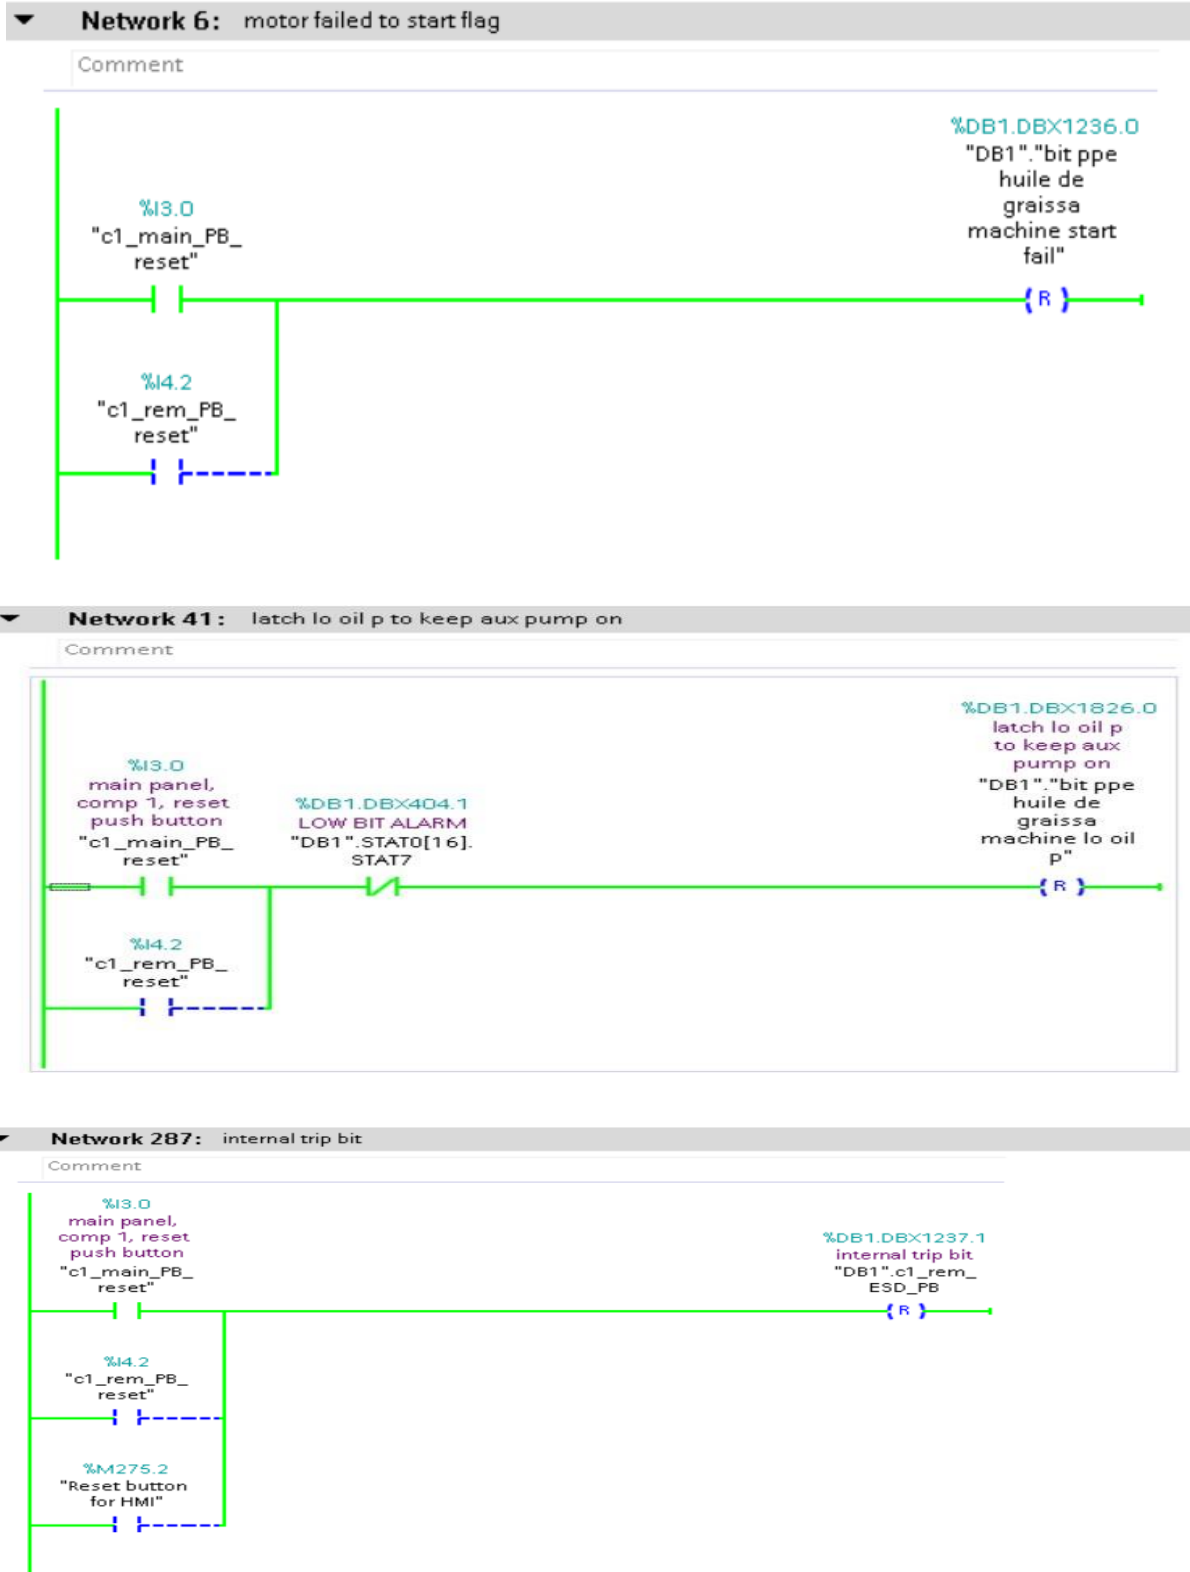 Network 6: motor failed to start flag
Comment
%DB1.DBX1236.0
"DB1"."bit ppe
huile de
graissa
machine start
fail"
%I3.0
"c1_main_PB_
reset"
( R )
%I4.2
"c1_rem_PB_
reset"
Network 41: latch lo oil p to keep aux pump on
Comment
%DB1.DBX1826.0
latch lo oil p
to keep aux
pump on
"DB1"."bit ppe
huile de
graissa
machine lo oil
p"
%I3.0
main panel,
comp 1, reset
push button
"c1_main_PB_
reset"
%DB1.DBX404.1
LOW BIT ALARM
"DB1".STAT0[16].
STAT7
( R )
%I4.2
"c1_rem_PB_
reset"
Network 287: internal trip bit
Comment
%I3.0
main panel,
comp 1, reset
push button
"c1_main_PB_
reset"
%DB1.DBX1237.1
internal trip bit
"DB1".c1_rem_
ESD_PB
( R )
%I4.2
"c1_rem_PB_
reset"
%M275.2
"Reset button
for HMI"